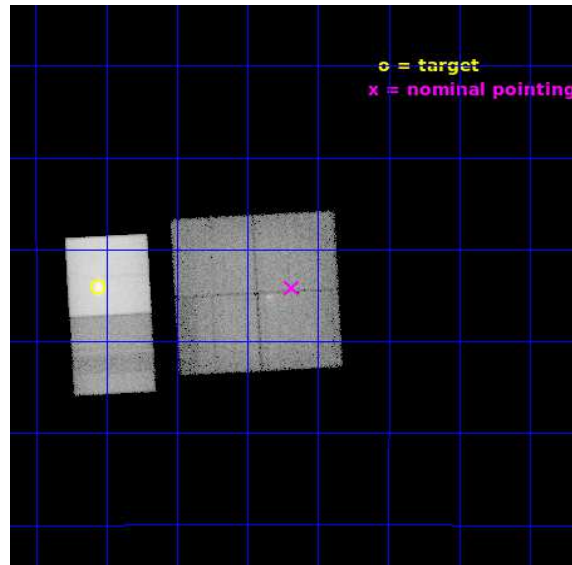 o = target
x = nominal pointing